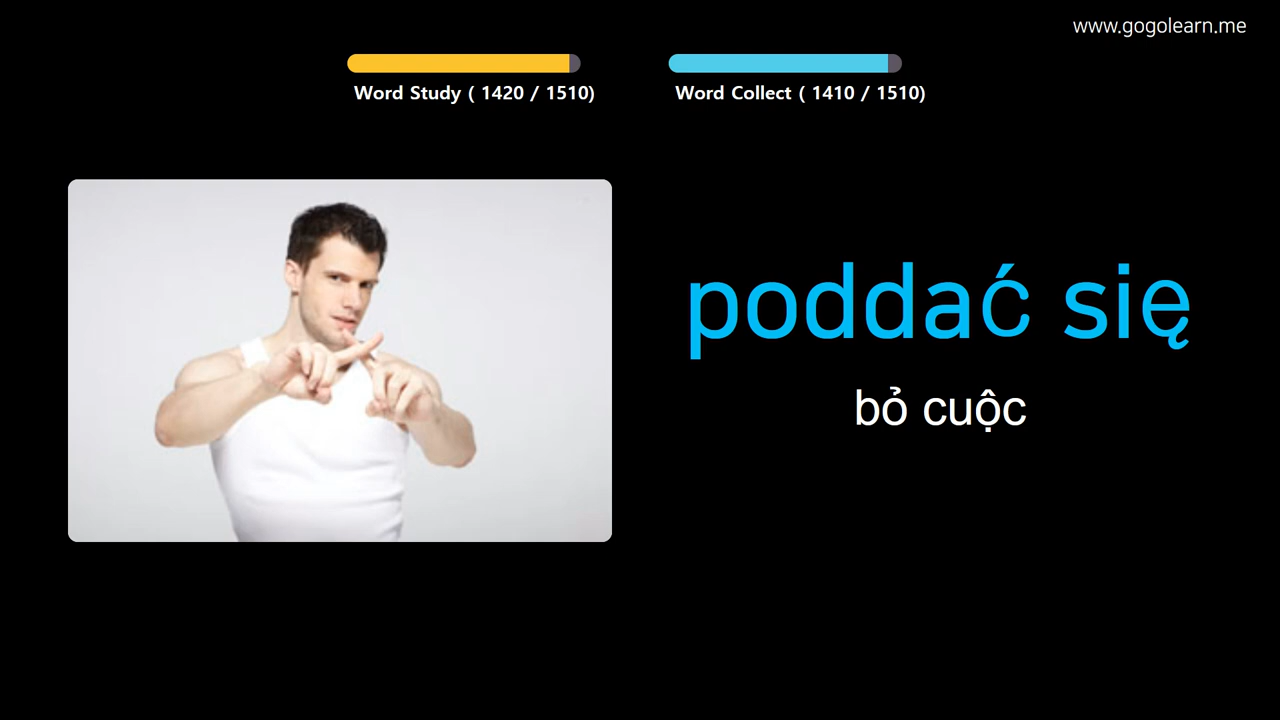 www.gogolearn.me
Word Study ( 1420 / 1510)
Word Collect ( 1410 / 1510)
poddać się
bỏ cuộc